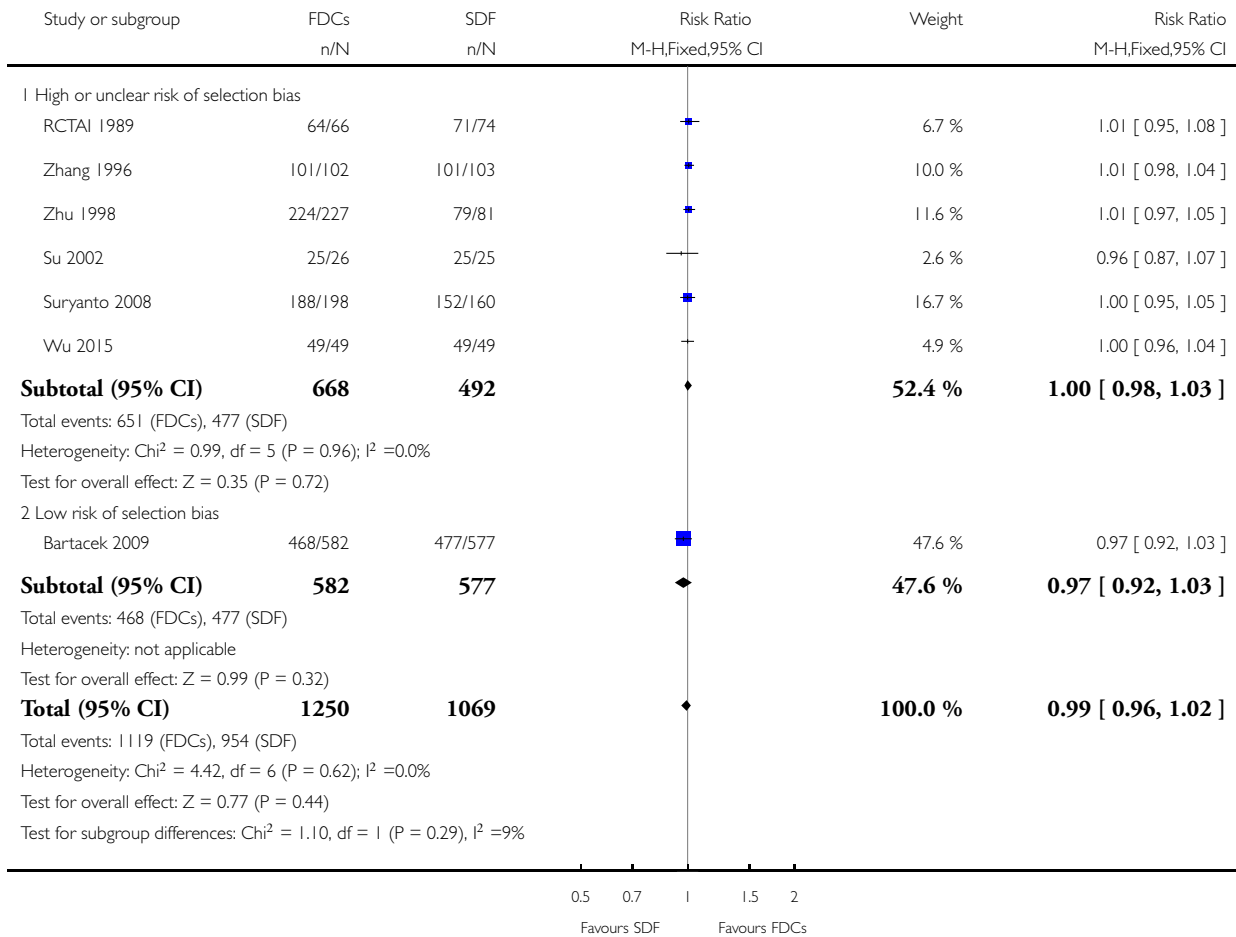 Study or subgroup FDCs SDF Risk Ratio Weight Risk Ratio
n/N n/N M-H,Fixed,95% CI M-H,Fixed,95% CI
1 High or unclear risk of selection bias
RCTAI 1989 64/66 71/74 6.7 % 1.01 [ 0.95, 1.08 ]
Zhang 1996 101/102 101/103 10.0 % 1.01 [ 0.98, 1.04 ]
Zhu 1998 224/227 79/81 11.6 % 1.01 [ 0.97, 1.05 ]
Su 2002 25/26 25/25 2.6 % 0.96 [ 0.87, 1.07 ]
Suryanto 2008 188/198 152/160 16.7 % 1.00 [ 0.95, 1.05 ]
Wu 2015 49/49 49/49 4.9 % 1.00 [ 0.96, 1.04 ]
Subtotal (95% CI) 668 492 52.4 % 1.00 [ 0.98, 1.03 ]
Total events: 651 (FDCs), 477 (SDF)
Heterogeneity: Chi² = 0.99, df = 5 (P = 0.96); I² =0.0%
Test for overall effect: Z = 0.35 (P = 0.72)
2 Low risk of selection bias
Bartacek 2009 468/582 477/577 47.6 % 0.97 [ 0.92, 1.03 ]
Subtotal (95% CI) 582 577 47.6 % 0.97 [ 0.92, 1.03 ]
Total events: 468 (FDCs), 477 (SDF)
Heterogeneity: not applicable
Test for overall effect: Z = 0.99 (P = 0.32)
Total (95% CI) 1250 1069 100.0 % 0.99 [ 0.96, 1.02 ]
Total events: 1119 (FDCs), 954 (SDF)
Heterogeneity: Chi² = 4.42, df = 6 (P = 0.62); I² =0.0%
Test for overall effect: Z = 0.77 (P = 0.44)
Test for subgroup differences: Chi² = 1.10, df = 1 (P = 0.29), I² =9%
0.5 0.7 1 1.5 2
Favours SDF Favours FDCs